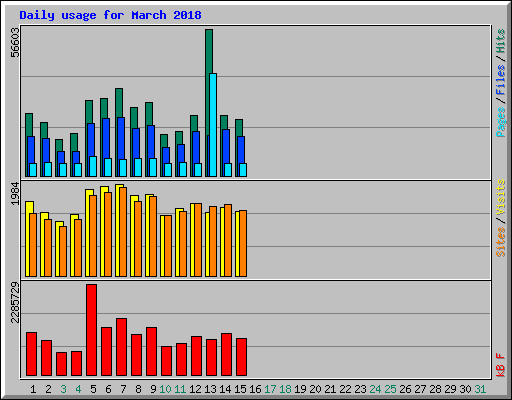 Daily usage for March 2018
56603
Pages/Files/Hits
1984
Sites/Visits
2285729
KB F
1 2 3 4 5 6 7 8 9 10 11 12 13 14 15 16 17 18 19 20 21 22 23 24 25 26 27 28 29 30 31